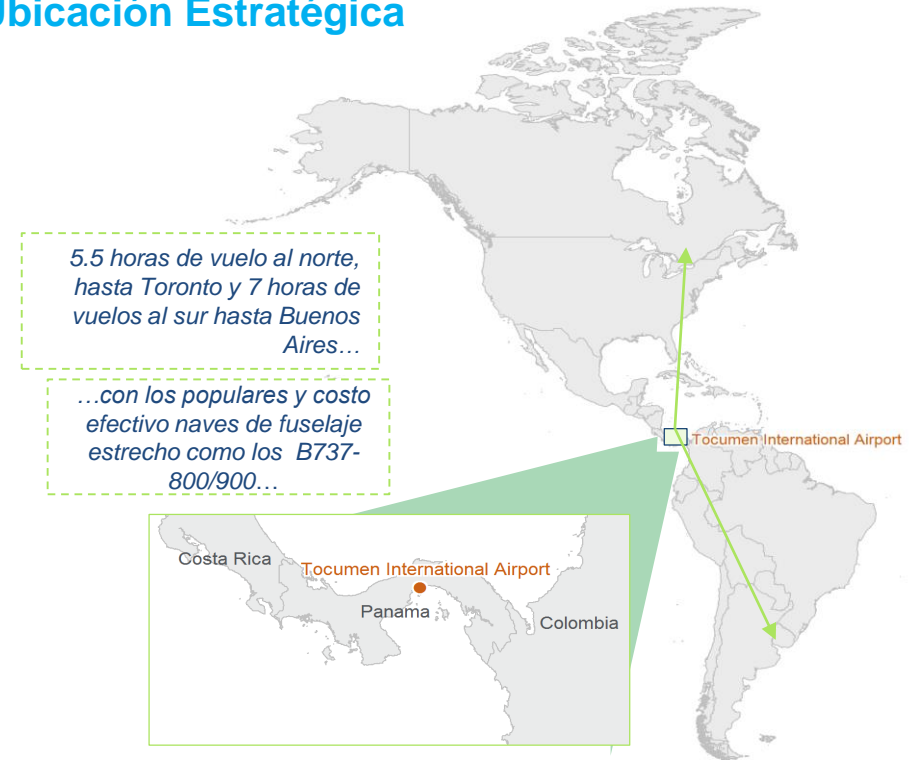 Ubicación Estratégica
5.5 horas de vuelo al norte,
hasta Toronto y 7 horas de
vuelos al sur hasta Buenos
Aires…
…con los populares y costo
efectivo naves de fuselaje
estrecho como los B737-
800/900…
Tocumen International Airport
Costa Rica
Tocumen International Airport
Panama
Colombia